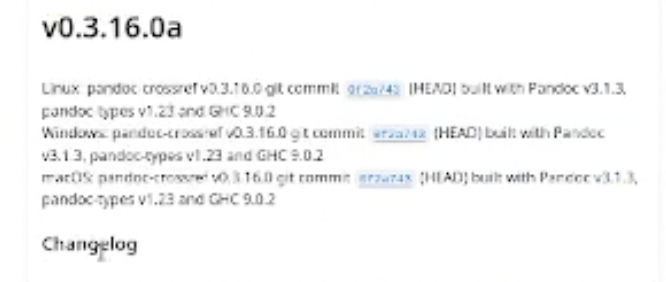 v0.3.16.0a
Linux: pandoc-crossref v0.3.16.0 git commit (HEAD) built with Pandoc v3.1.3,
pandoc-types v1.23 and GHC 9.0.2
Windows: pandoc-crossref v0.3.16.0 git commit (HEAD) built with Pandoc
v3.1.3, pandoc-types v1.23 and GHC 9.0.2
macOS: pandoc-crossref v0.3.16.0 git commit (HEAD) built with Pandoc v3.1.3,
pandoc-types v1.23 and GHC 9.0.2
Changelog